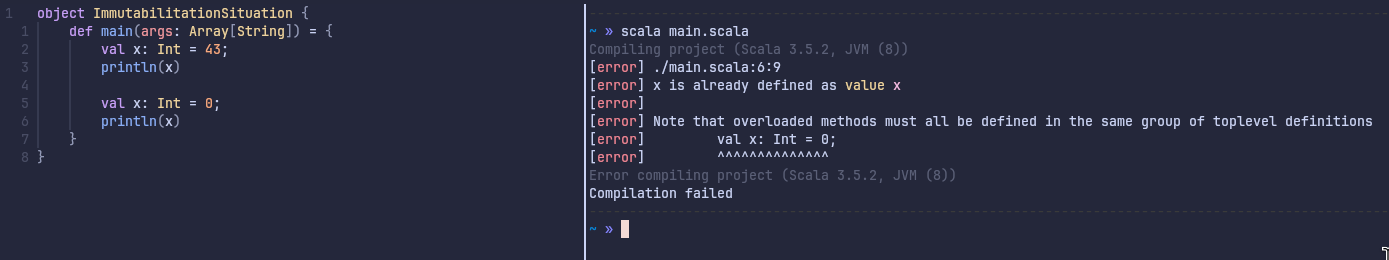 1 object ImmutabilitationSituation {
1 def main(args: Array[String]) = {
2 val x: Int = 43;
3 println(x)
4
5 val x: Int = 0;
6 println(x)
7 }
8 }
~ » scala main.scala
Compiling project (Scala 3.5.2, JVM (8))
[error] ./main.scala:6:9
[error] x is already defined as value x
[error]
[error] Note that overloaded methods must all be defined in the same group of toplevel definitions
[error] val x: Int = 0;
[error] ^^^^^^^^^^^^^^
Error compiling project (Scala 3.5.2, JVM (8))
Compilation failed
~ »